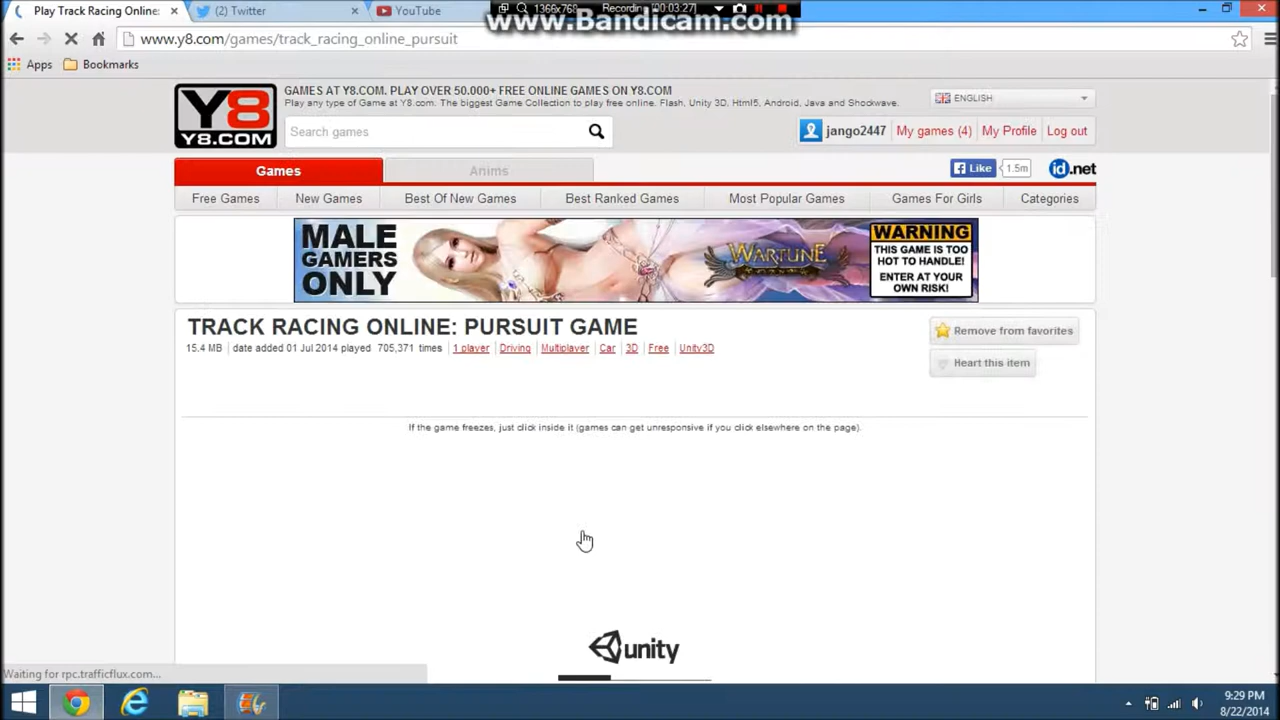 Play Track Racing Online:
(2) Twitter
YouTube
1366x768
Recording [00:03:27]
www.Bandicam.com
www.y8.com/games/track_racing_online_pursuit
Apps
Bookmarks
Y8
Y8.COM
GAMES AT Y8.COM. PLAY OVER 50.000+ FREE ONLINE GAMES ON Y8.COM
Play any type of Game at Y8.com. The biggest Game Collection to play free online. Flash, Unity 3D, Html5, Android, Java and Shockwave.
ENGLISH
Search games
jango2447
My games (4)
My Profile
Log out
Games
Anims
Like
1.5m
id.net
Free Games
New Games
Best Of New Games
Best Ranked Games
Most Popular Games
Games For Girls
Categories
MALE
GAMERS
ONLY
WARTUNE
WARNING
THIS GAME IS TOO
HOT TO HANDLE!
ENTER AT YOUR
OWN RISK!
TRACK RACING ONLINE: PURSUIT GAME
Remove from favorites
15.4 MB date added 01 Jul 2014 played 705,371 times 1 player Driving Multiplayer Car 3D Free Unity3D
Heart this item
If the game freezes, just click inside it (games can get unresponsive if you click elsewhere on the page).
unity
Waiting for rpc.trafficflux.com...
9:29 PM
8/22/2014